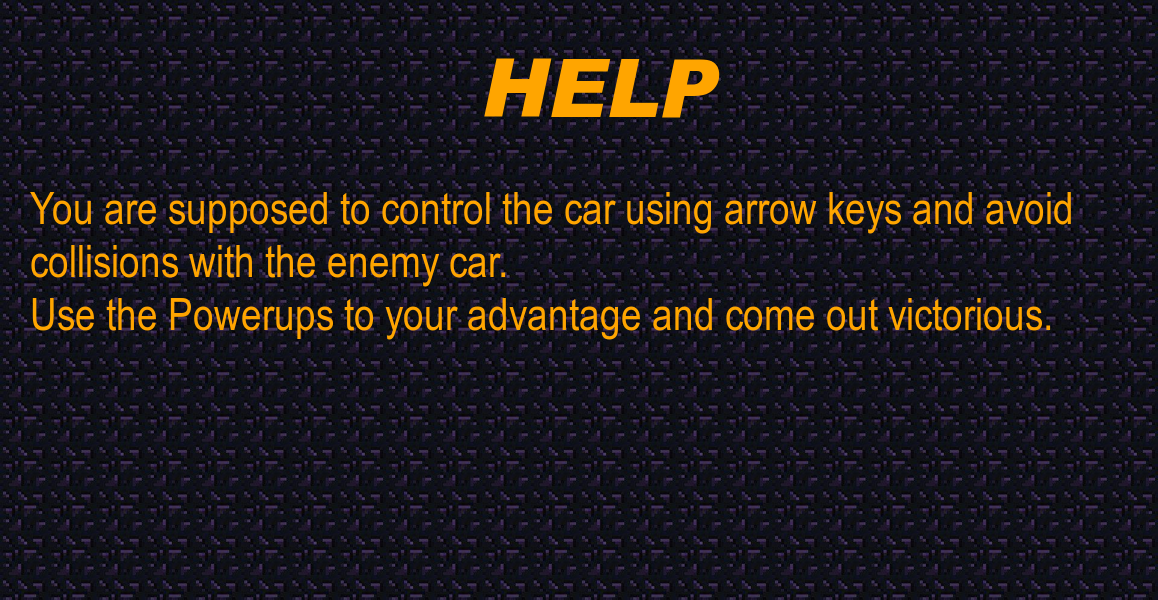 HELP
You are supposed to control the car using arrow keys and avoid
collisions with the enemy car.
Use the Powerups to your advantage and come out victorious.